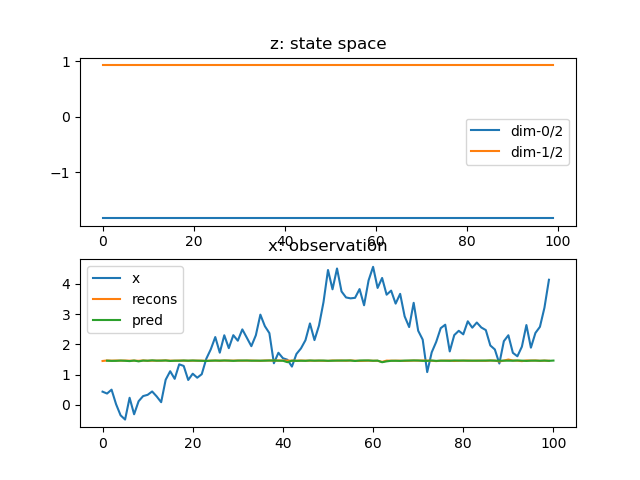 z: state space
1
0
−1
dim-0/2
dim-1/2
0 20 40 60 80 100
x: observation
4
3
2
1
0
x
recons
pred
0 20 40 60 80 100